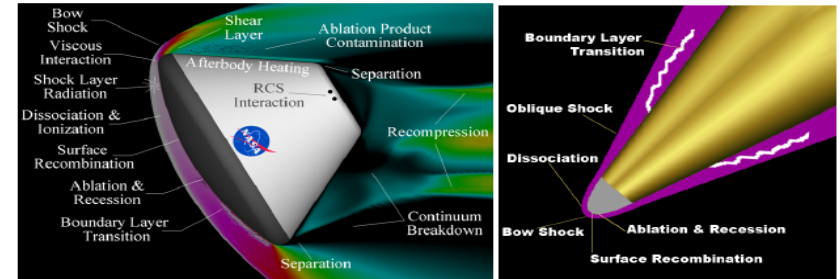 Bow
Shock
Viscous
Interaction
Shock Layer
Radiation
Dissociation &
Ionization
Surface
Recombination
Ablation &
Recession
Boundary Layer
Transition
Shear
Layer
Ablation Product
Contamination
Afterbody Heating
Separation
RCS
Interaction
NASA
Recompression
Continuum
Breakdown
Separation
Boundary Layer
Transition
Oblique Shock
Dissociation
Bow Shock
Ablation & Recession
Surface Recombination